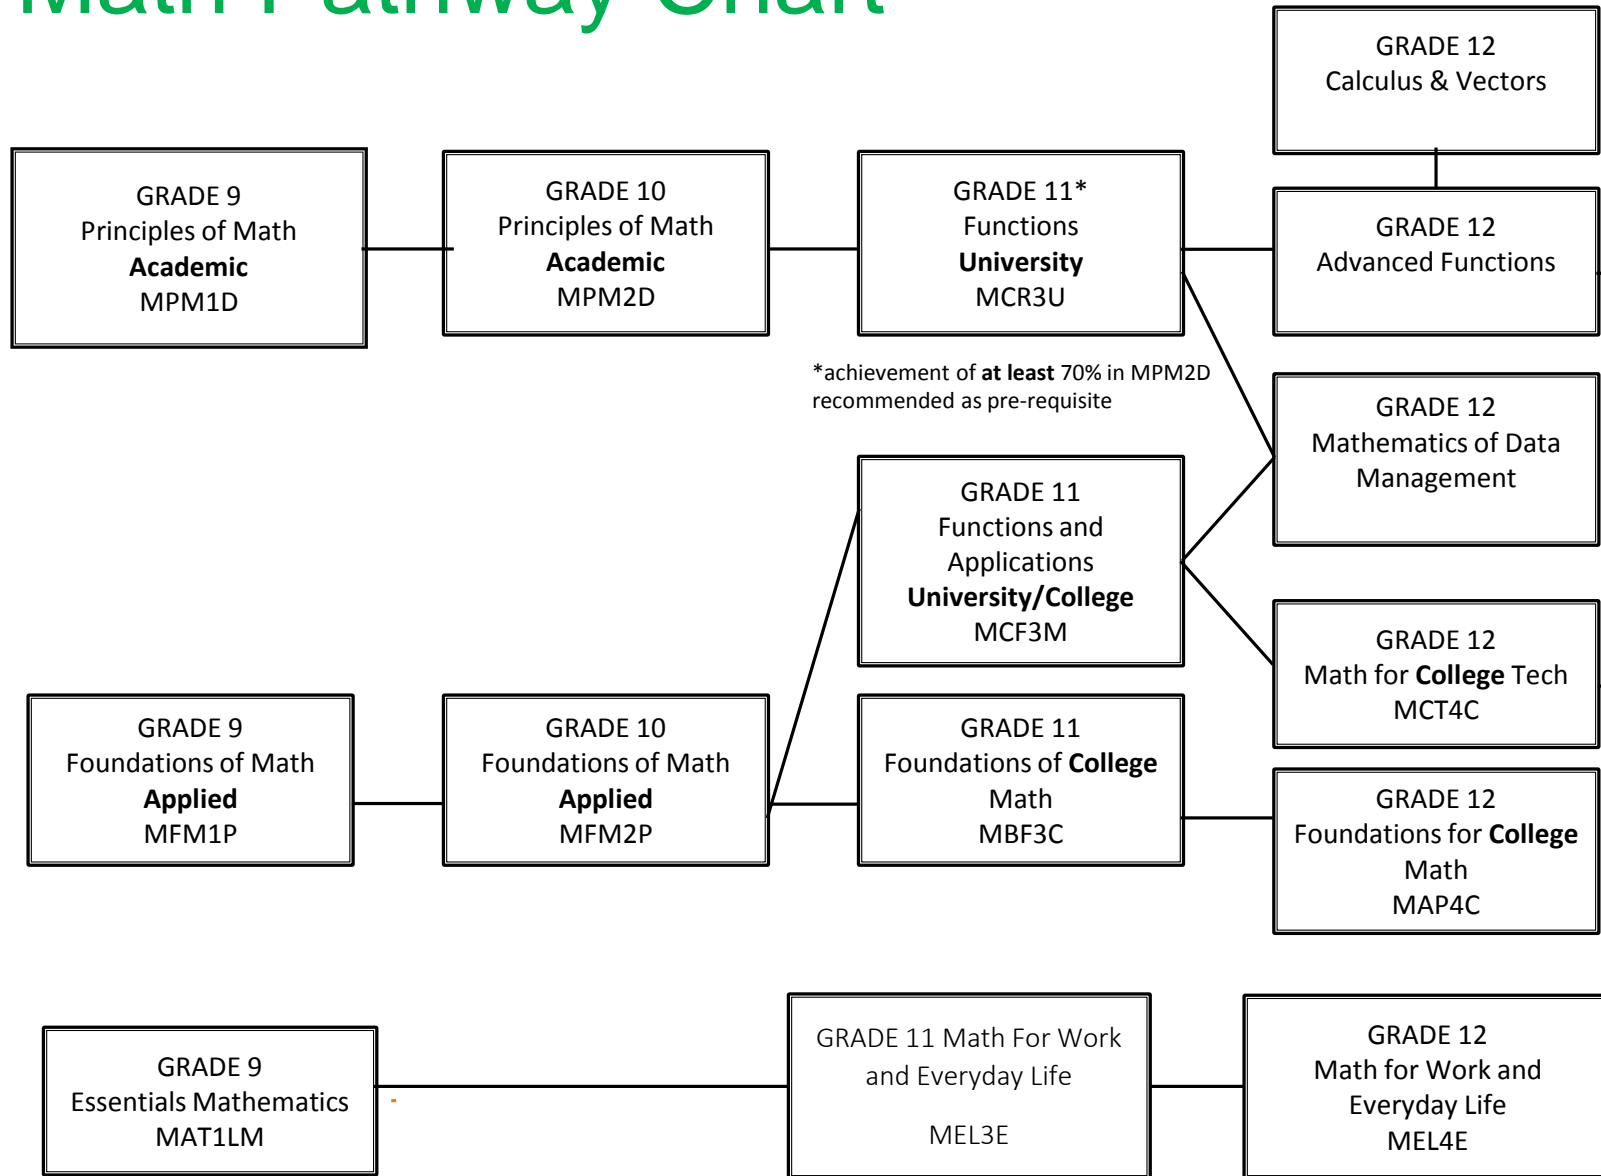 Math Pathway Chart
GRADE 12
Calculus & Vectors
GRADE 9
Principles of Math
Academic
MPM1D
GRADE 10
Principles of Math
Academic
MPM2D
GRADE 11*
Functions
University
MCR3U
GRADE 12
Advanced Functions
*achievement of at least 70% in MPM2D
recommended as pre-requisite
GRADE 12
Mathematics of Data
Management
GRADE 11
Functions and
Applications
University/College
MCF3M
GRADE 12
Math for College Tech
MCT4C
GRADE 9
Foundations of Math
Applied
MFM1P
GRADE 10
Foundations of Math
Applied
MFM2P
GRADE 11
Foundations of College
Math
MBF3C
GRADE 12
Foundations for College
Math
MAP4C
GRADE 9
Essentials Mathematics
MAT1LM
GRADE 11 Math For Work
and Everyday Life
MEL3E
GRADE 12
Math for Work and
Everyday Life
MEL4E